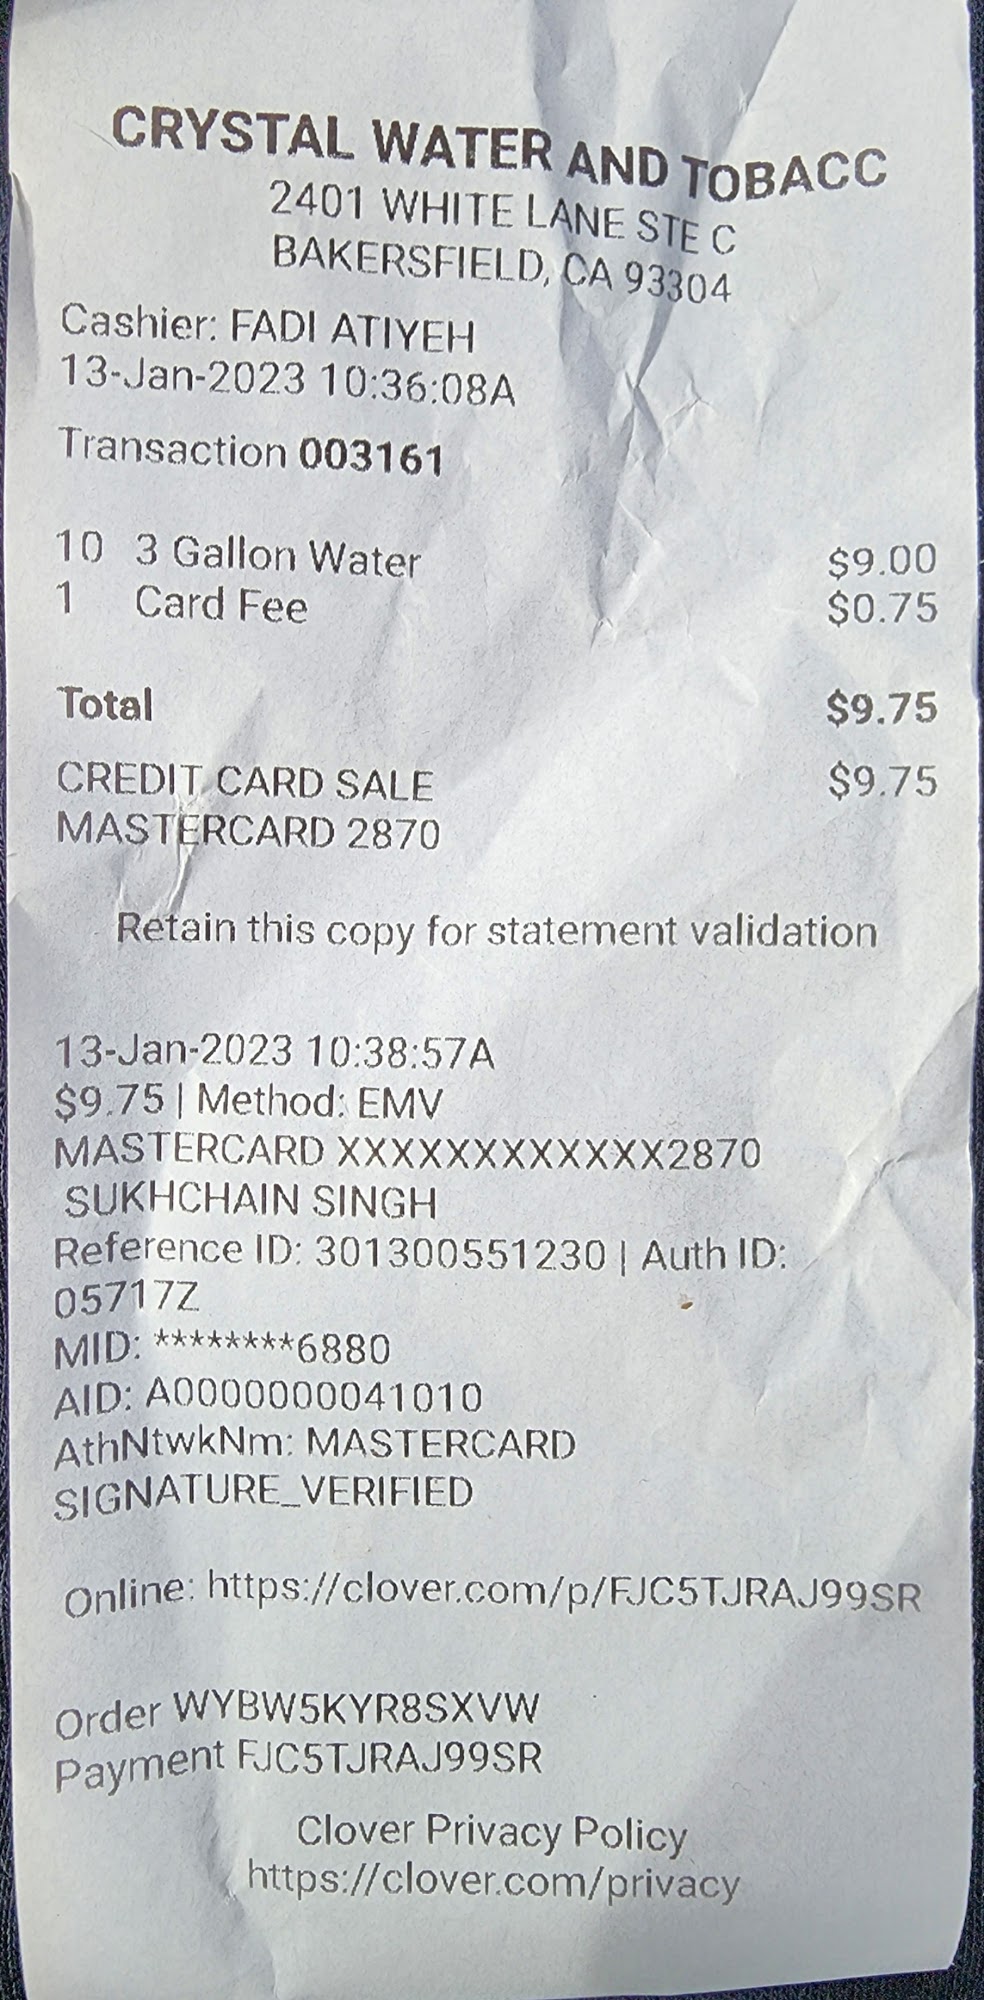 CRYSTAL WATER AND TOBACC
2401 WHITE LANE STE C
BAKERSFIELD, CA 93304
Cashier: FADI ATIYEH
13-Jan-2023 10:36:08A
Transaction 003161
10 3 Gallon Water $9.00
1 Card Fee $0.75
Total $9.75
CREDIT CARD SALE $9.75
MASTERCARD 2870
Retain this copy for statement validation
13-Jan-2023 10:38:57A
$9.75 | Method: EMV
MASTERCARD XXXXXXXXXXXX2870
SUKHCHAIN SINGH
Reference ID: 301300551230 | Auth ID:
05717Z
MID: ********6880
AID: A0000000041010
AthNtwkNm: MASTERCARD
SIGNATURE_VERIFIED
Online: https://clover.com/p/FJC5TJRAJ99SR
Order WYBW5KYR8SXVW
Payment FJC5TJRAJ99SR
Clover Privacy Policy
https://clover.com/privacy